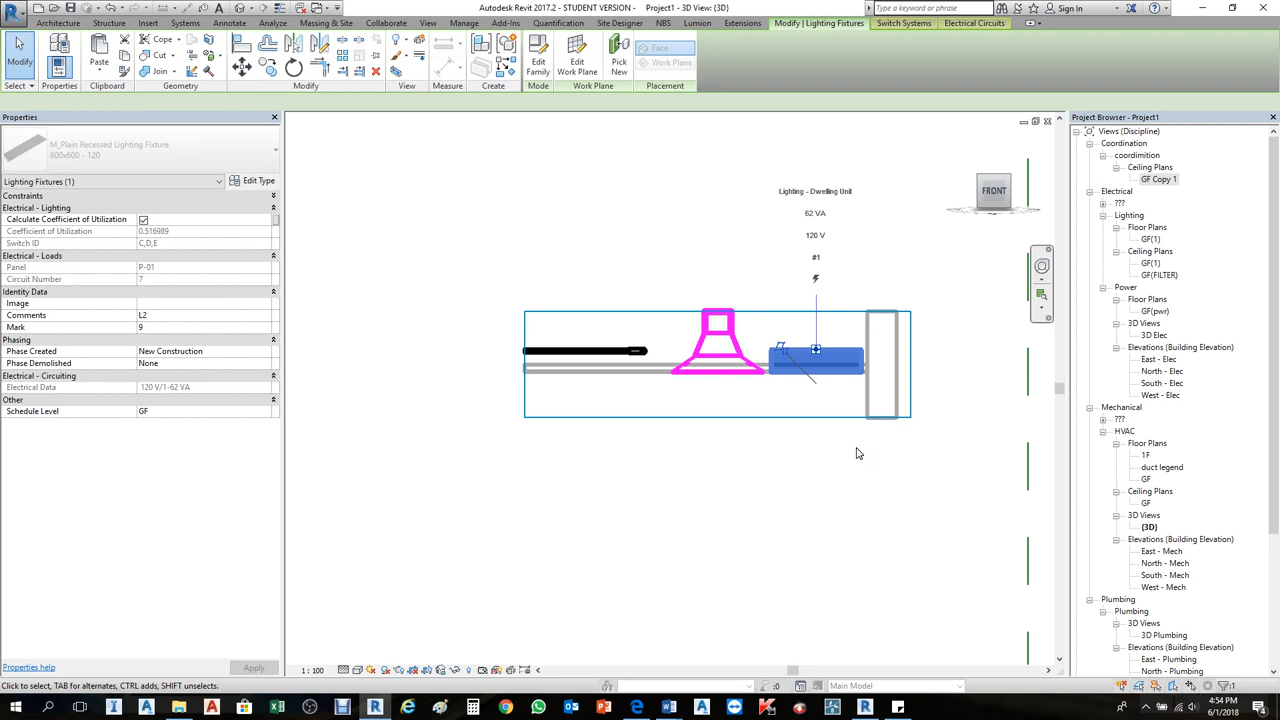 Autodesk Revit 2017.2 - STUDENT VERSION - Project1 - 3D View: {3D}
Type a keyword or phrase
Sign In
Architecture Structure Insert Systems Annotate Analyze Massing & Site Collaborate View Manage Add-Ins Quantification Site Designer NBS Lumion Extensions Modify | Lighting Fixtures Switch Systems Electrical Circuits
Modify
Paste
Cope
Cut
Join
Edit Family
Edit Work Plane
Pick New
Face
Work Plane
Select Properties Clipboard Geometry Modify View Measure Create Mode Work Plane Placement
Properties
M_Plain Recessed Lighting Fixture
600x600 - 120
Lighting Fixtures (1)
Edit Type
Constraints
Electrical - Lighting
Calculate Coefficient of Utilization
Coefficient of Utilization 0.516989
Switch ID C,D,E
Electrical - Loads
Panel P-01
Circuit Number 7
Identity Data
Image
Comments L2
Mark 9
Phasing
Phase Created New Construction
Phase Demolished None
Electrical - Circuiting
Electrical Data 120 V/1-62 VA
Other
Schedule Level GF
Properties help
Apply
Lighting - Dwelling Unit
62 VA
120 V
#1
FRONT
1 : 100
Project Browser - Project1
Views (Discipline)
Coordination
coordimition
Ceiling Plans
GF Copy 1
Electrical
???
Lighting
Floor Plans
GF(1)
Ceiling Plans
GF(1)
GF(FILTER)
Power
Floor Plans
GF(pwr)
3D Views
3D Elec
Elevations (Building Elevation)
East - Elec
North - Elec
South - Elec
West - Elec
Mechanical
???
HVAC
Floor Plans
1F
duct legend
GF
Ceiling Plans
GF
3D Views
{3D}
Elevations (Building Elevation)
East - Mech
North - Mech
South - Mech
West - Mech
Plumbing
Plumbing
3D Views
3D Plumbing
Elevations (Building Elevation)
East - Plumbing
North - Plumbing
Click to select, TAB for alternates, CTRL adds, SHIFT unselects.
:0
Main Model
:1
4:54 PM
6/1/2018